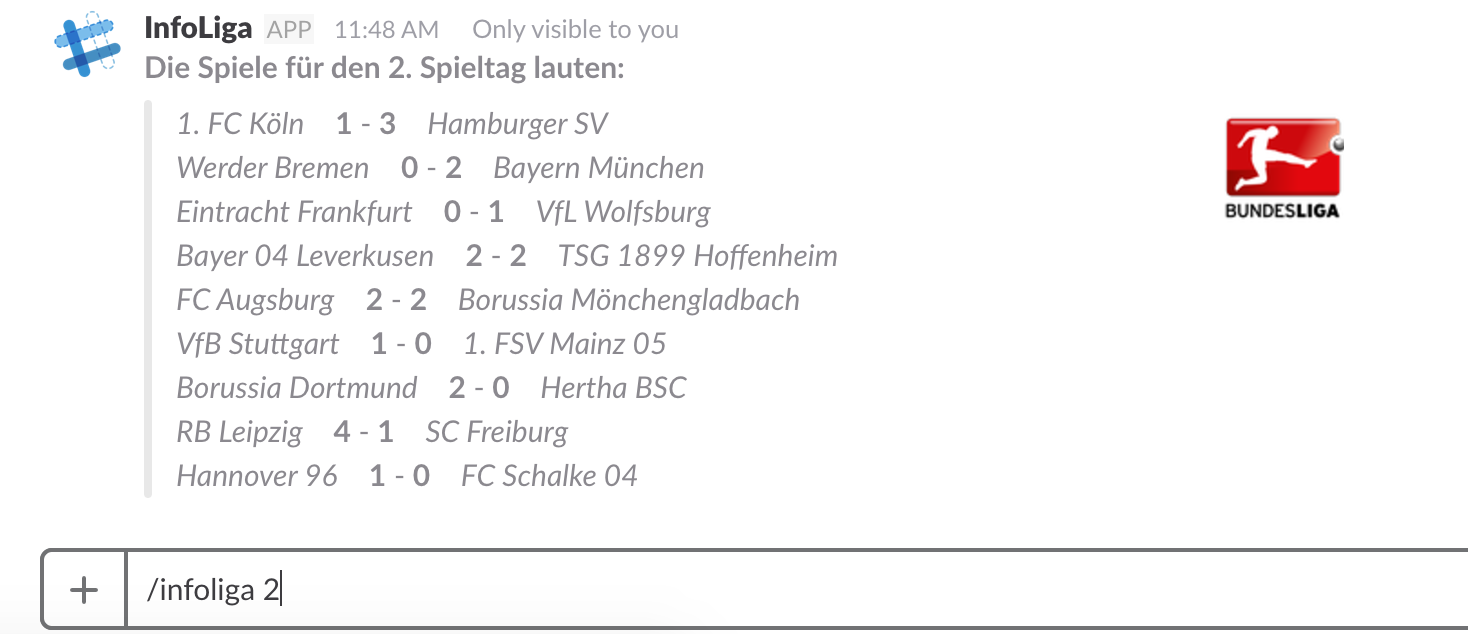 InfoLiga APP 11:48 AM Only visible to you
Die Spiele für den 2. Spieltag lauten:
1. FC Köln 1 - 3 Hamburger SV
Werder Bremen 0 - 2 Bayern München
Eintracht Frankfurt 0 - 1 VfL Wolfsburg
Bayer 04 Leverkusen 2 - 2 TSG 1899 Hoffenheim
FC Augsburg 2 - 2 Borussia Mönchengladbach
VfB Stuttgart 1 - 0 1. FSV Mainz 05
Borussia Dortmund 2 - 0 Hertha BSC
RB Leipzig 4 - 1 SC Freiburg
Hannover 96 1 - 0 FC Schalke 04
BUNDESLIGA
/infoliga 2